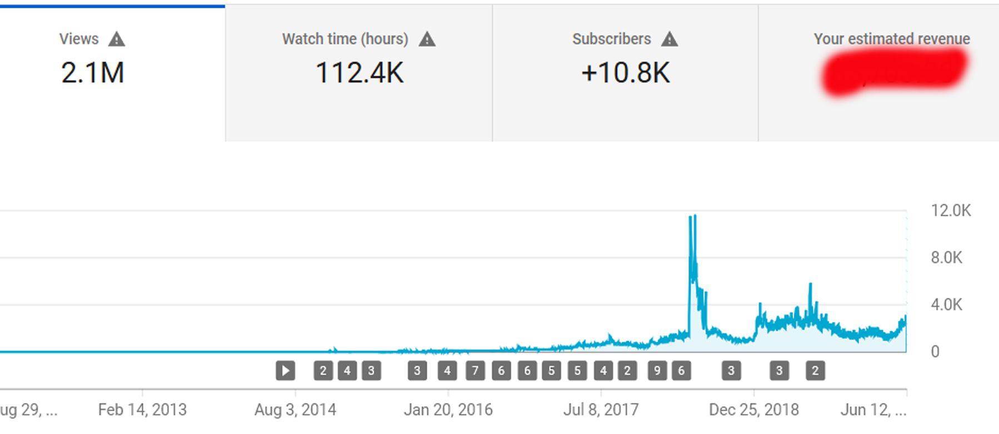 Views Watch time (hours) Subscribers Your estimated revenue
2.1M 112.4K +10.8K
12.0K
8.0K
4.0K
0
2 4 3 3 4 7 6 6 5 5 4 2 9 6 3 3 2
ug 29, ... Feb 14, 2013 Aug 3, 2014 Jan 20, 2016 Jul 8, 2017 Dec 25, 2018 Jun 12, ...